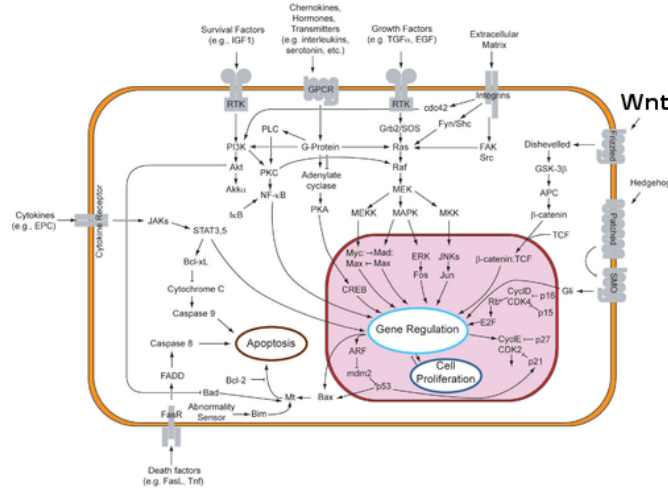 Survival Factors
(e.g., IGF1)
Chemokines,
Hormones,
Transmitters
(e.g. interleukins,
serotonin, etc.)
Growth Factors
(e.g. TGFα, EGF)
Extracellular
Matrix
Wnt
RTK
GPCR
RTK
cdc42
Integrins
Fyn/Shc
Grb2/SOS
PLC
PI3K
G-Protein
Ras
FAK
Src
Dishevelled
Frizzled
Akt
PKC
Adenylate
cyclase
Raf
GSK-3β
Hedgehog
Akkα
NF-κB
MEK
APC
IκB
PKA
MEKK
MAPK
MKK
β-catenin
Patched
Cytokines
(e.g., EPC)
Cytokine Receptor
JAKs
STAT3,5
TCF
Bcl-xL
Myc:
Mad:
Max
Max
ERK
Fos
JNKs
Jun
β-catenin:TCF
SMO
Cytochrome C
CREB
Gli
CycID
p16
Rb
CDK4
p15
Caspase 9
E2F
Gene Regulation
Apoptosis
CycIE
p27
CDK2
p21
Caspase 8
ARF
Cell
Proliferation
FADD
Bcl-2
mdm2
p53
Bad
Mt
Bax
FasR
Abnormality
Sensor
Bim
Death factors
(e.g. FasL, Tnf)